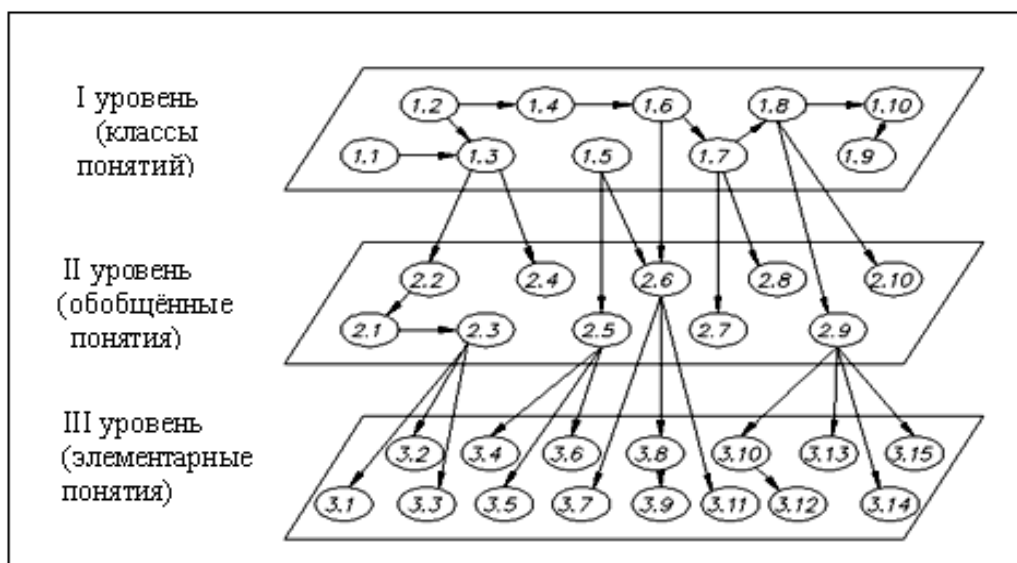 I уровень
(классы
понятий)
1.2 1.4 1.6 1.8 1.10
1.1 1.3 1.5 1.7 1.9
II уровень
(обобщённые
понятия)
2.2 2.4 2.6 2.8 2.10
2.1 2.3 2.5 2.7 2.9
III уровень
(элементарные
понятия)
3.2 3.4 3.6 3.8 3.10 3.13 3.15
3.1 3.3 3.5 3.7 3.9 3.11 3.12 3.14